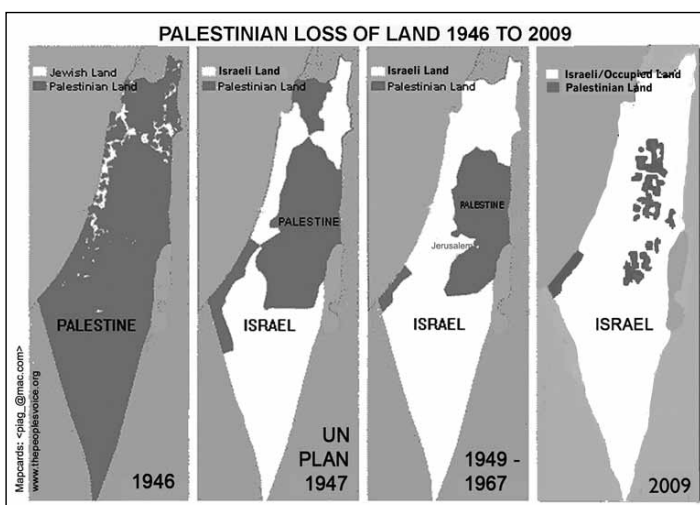 PALESTINIAN LOSS OF LAND 1946 TO 2009
Jewish Land
Palestinian Land
PALESTINE
1946
Israeli Land
Palestinian Land
PALESTINE
ISRAEL
UN
PLAN
1947
Israeli Land
Palestinian Land
PALESTINE
Jerusalem
ISRAEL
1949 -
1967
Israeli/Occupied Land
Palestinian Land
ISRAEL
2009
Mapcards: <piag_@mac.com>
www.thepeoplesvoice.org